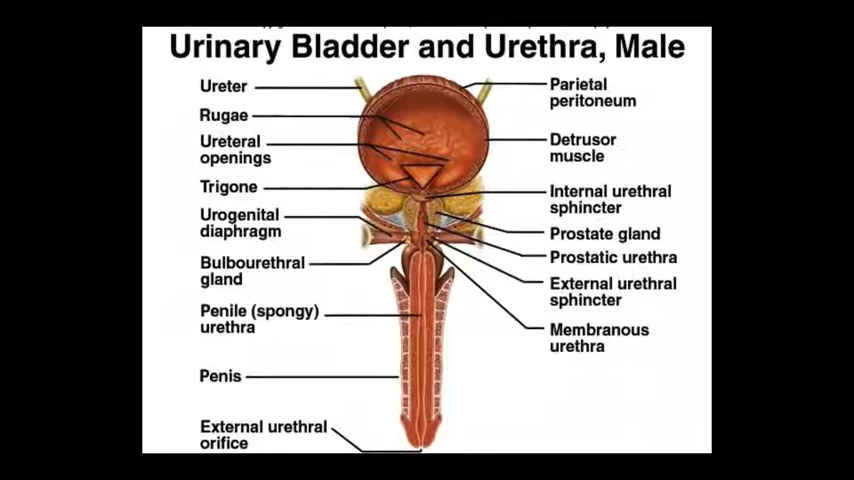 Urinary Bladder and Urethra, Male
Ureter
Rugae
Ureteral
openings
Trigone
Urogenital
diaphragm
Bulbourethral
gland
Penile (spongy)
urethra
Penis
External urethral
orifice
Parietal
peritoneum
Detrusor
muscle
Internal urethral
sphincter
Prostate gland
Prostatic urethra
External urethral
sphincter
Membranous
urethra